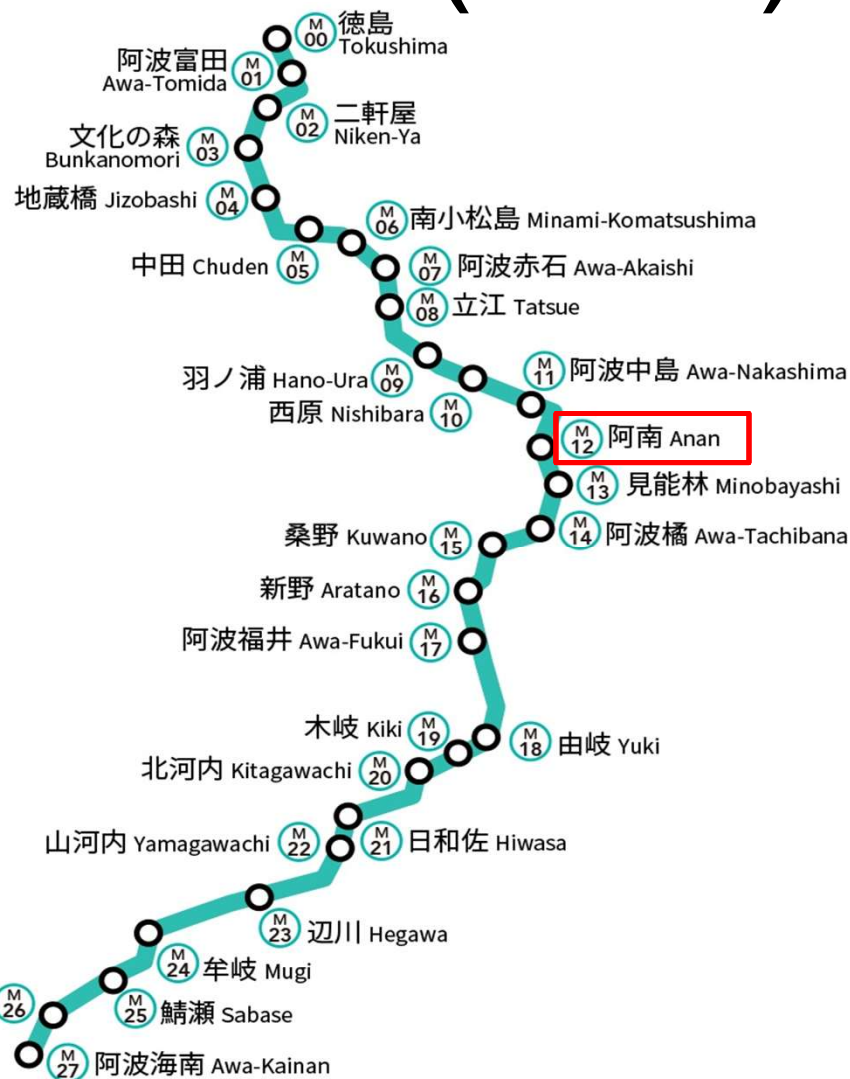 M 00 徳島 Tokushima
阿波富田 Awa-Tomida M 01
M 02 二軒屋 Niken-Ya
文化の森 Bunkanomori M 03
地蔵橋 Jizobashi M 04
中田 Chuden M 05
M 06 南小松島 Minami-Komatsushima
M 07 阿波赤石 Awa-Akaishi
M 08 立江 Tatsue
羽ノ浦 Hano-Ura M 09
西原 Nishibara M 10
M 11 阿波中島 Awa-Nakashima
M 12 阿南 Anan
M 13 見能林 Minobayashi
M 14 阿波橘 Awa-Tachibana
桑野 Kuwano M 15
新野 Aratano M 16
阿波福井 Awa-Fukui M 17
M 18 由岐 Yuki
木岐 Kiki M 19
北河内 Kitagawachi M 20
M 21 日和佐 Hiwasa
山河内 Yamagawachi M 22
M 23 辺川 Hegawa
M 24 牟岐 Mugi
M 25 鯖瀬 Sabase
M 26
M 27 阿波海南 Awa-Kainan